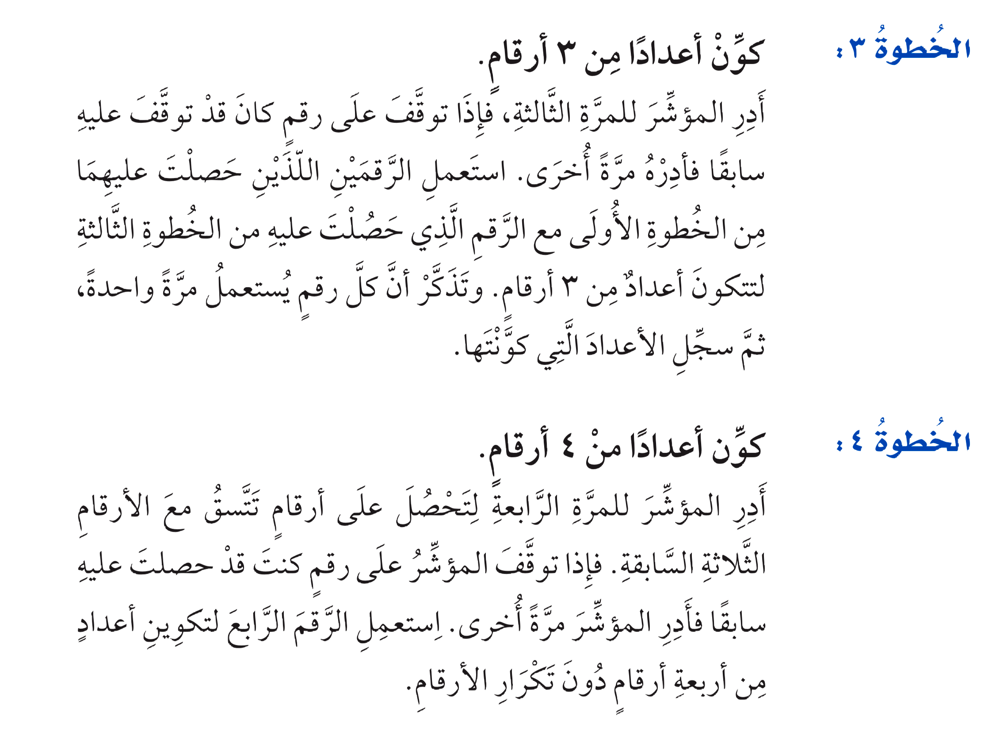 الخُطوةُ ٣: كوِّنْ أعدادًا مِن ٣ أرقامٍ.
أَدِرِ المؤشِّرَ للمرَّةِ الثَّالثةِ، فإِذَا توقَّفَ علَى رقمٍ كانَ قدْ توقَّفَ عليهِ
سابقًا فأدِرْهُ مرَّةً أُخرَى. استَعملِ الرَّقمَيْنِ اللّذَيْنِ حَصلْتَ عليهِمَا
مِن الخُطوةِ الأُولَى مع الرَّقمِ الَّذِي حَصُلْتَ عليهِ من الخُطوةِ الثَّالثةِ
لتتكونَ أعدادٌ مِن ٣ أرقامٍ. وتَذَكَّرْ أنَّ كلَّ رقمٍ يُستعملُ مرَّةً واحدةً،
ثمَّ سجِّلِ الأعدادَ الَّتِي كوَّنْتَها.
الخُطوةُ ٤: كوِّن أعدادًا منْ ٤ أرقامٍ.
أَدِرِ المؤشِّرَ للمرَّةِ الرَّابعةِ لِتَحْصُلَ علَى أرقامٍ تَتَّسقُ معَ الأرقامِ
الثَّلاثةِ السَّابقةِ. فإِذا توقَّفَ المؤشِّرُ علَى رقمٍ كنتَ قدْ حصلتَ عليهِ
سابقًا فأَدِرِ المؤشِّرَ مرَّةً أُخرى. اِستعمِلِ الرَّقمَ الرَّابعَ لتكوِينِ أعدادٍ
مِن أربعةِ أرقامٍ دُونَ تَكْرَارِ الأرقامِ.